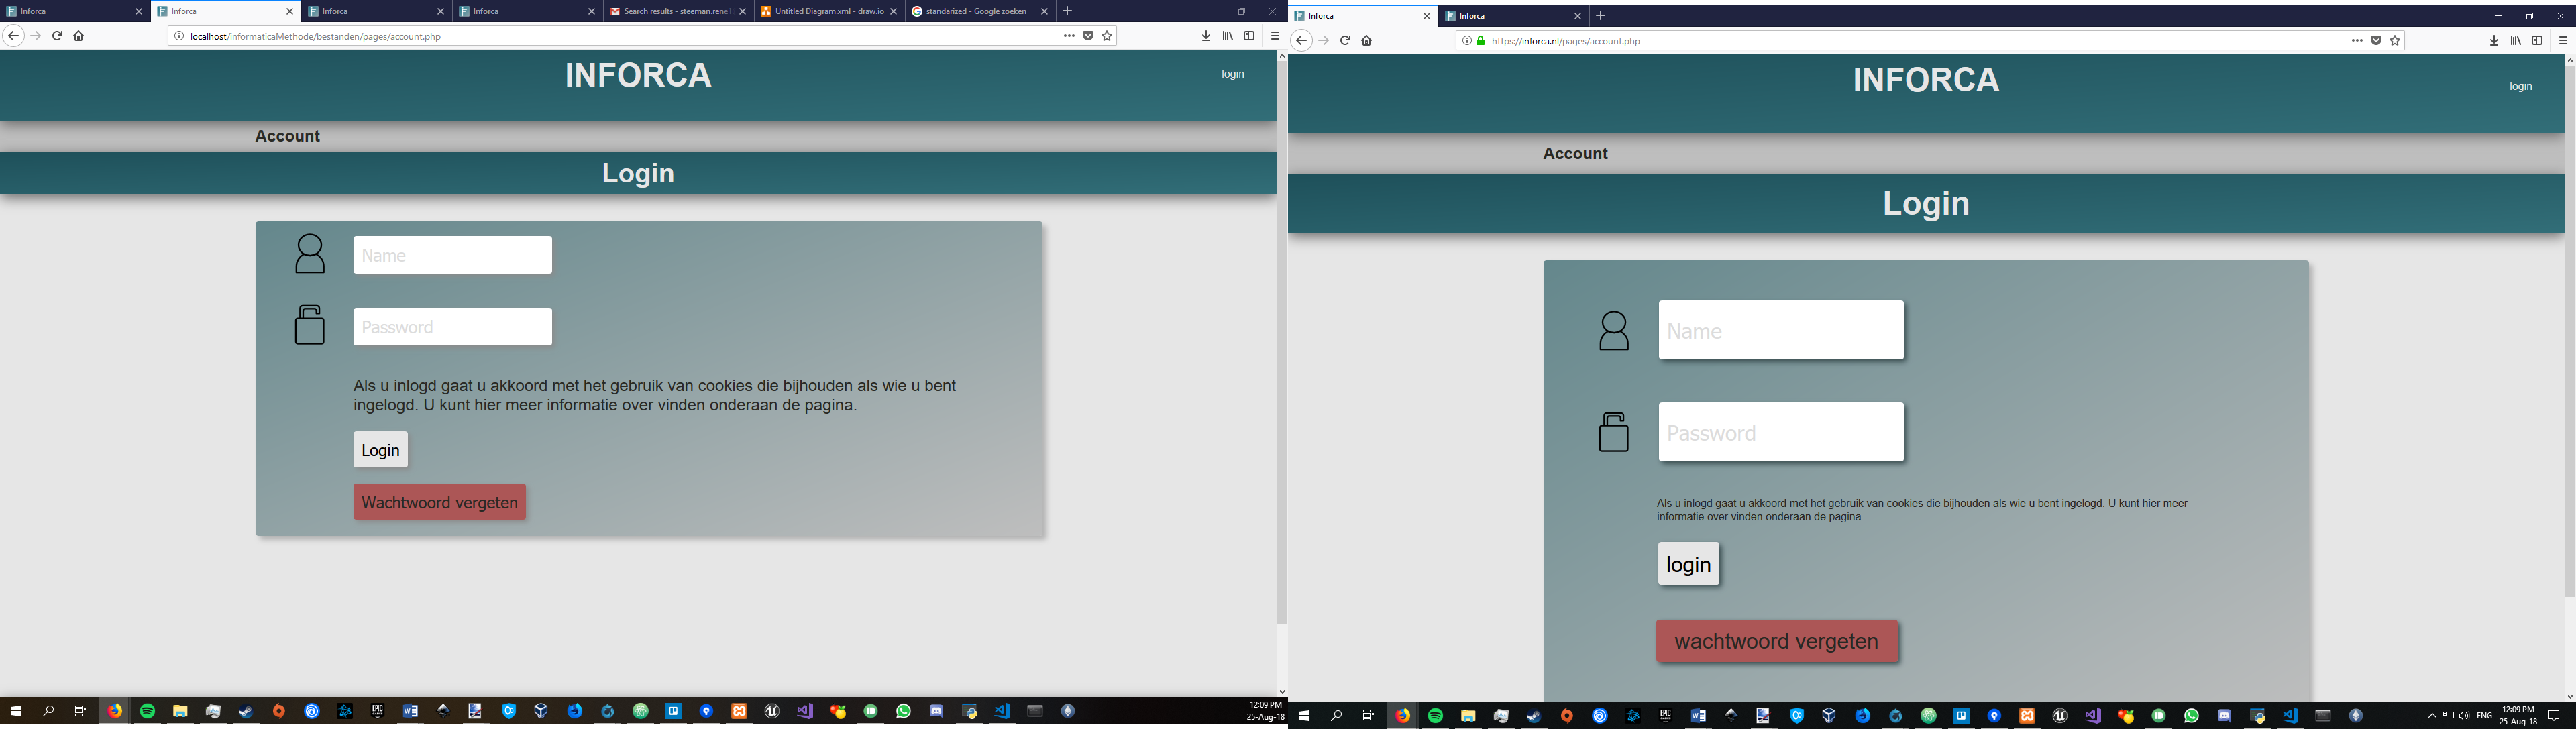 Inforca
Inforca
Inforca
Inforca
Search results - steeman.rene
Untitled Diagram.xml - draw.io
standarized - Google zoeken
localhost/informaticaMethode/bestanden/pages/account.php
INFORCA
login
Account
Login
Name
Password
Als u inlogd gaat u akkoord met het gebruik van cookies die bijhouden als wie u bent
ingelogd. U kunt hier meer informatie over vinden onderaan de pagina.
Login
Wachtwoord vergeten
EPIC
12:09 PM
25-Aug-18
Inforca
Inforca
https://inforca.nl/pages/account.php
INFORCA
login
Account
Login
Name
Password
Als u inlogd gaat u akkoord met het gebruik van cookies die bijhouden als wie u bent ingelogd. U kunt hier meer
informatie over vinden onderaan de pagina.
login
wachtwoord vergeten
EPIC
ENG
12:09 PM
25-Aug-18